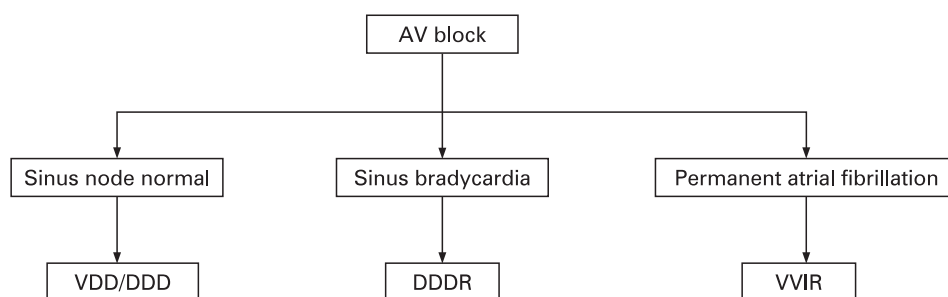 AV block
Sinus node normal
Sinus bradycardia
Permanent atrial fibrillation
VDD/DDD
DDDR
VVIR